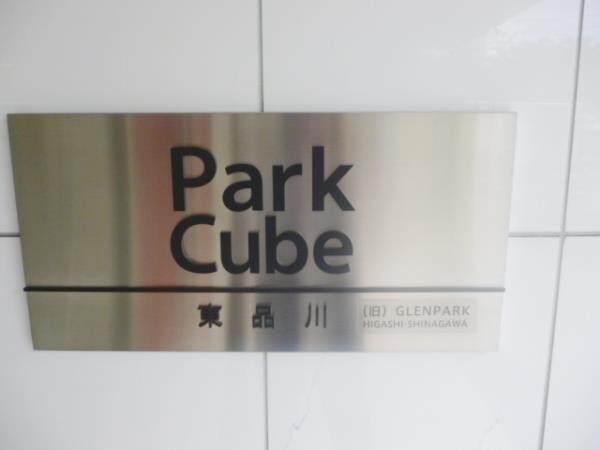 Park
Cube
東品川
(旧) GLENPARK
HIGASHI-SHINAGAWA